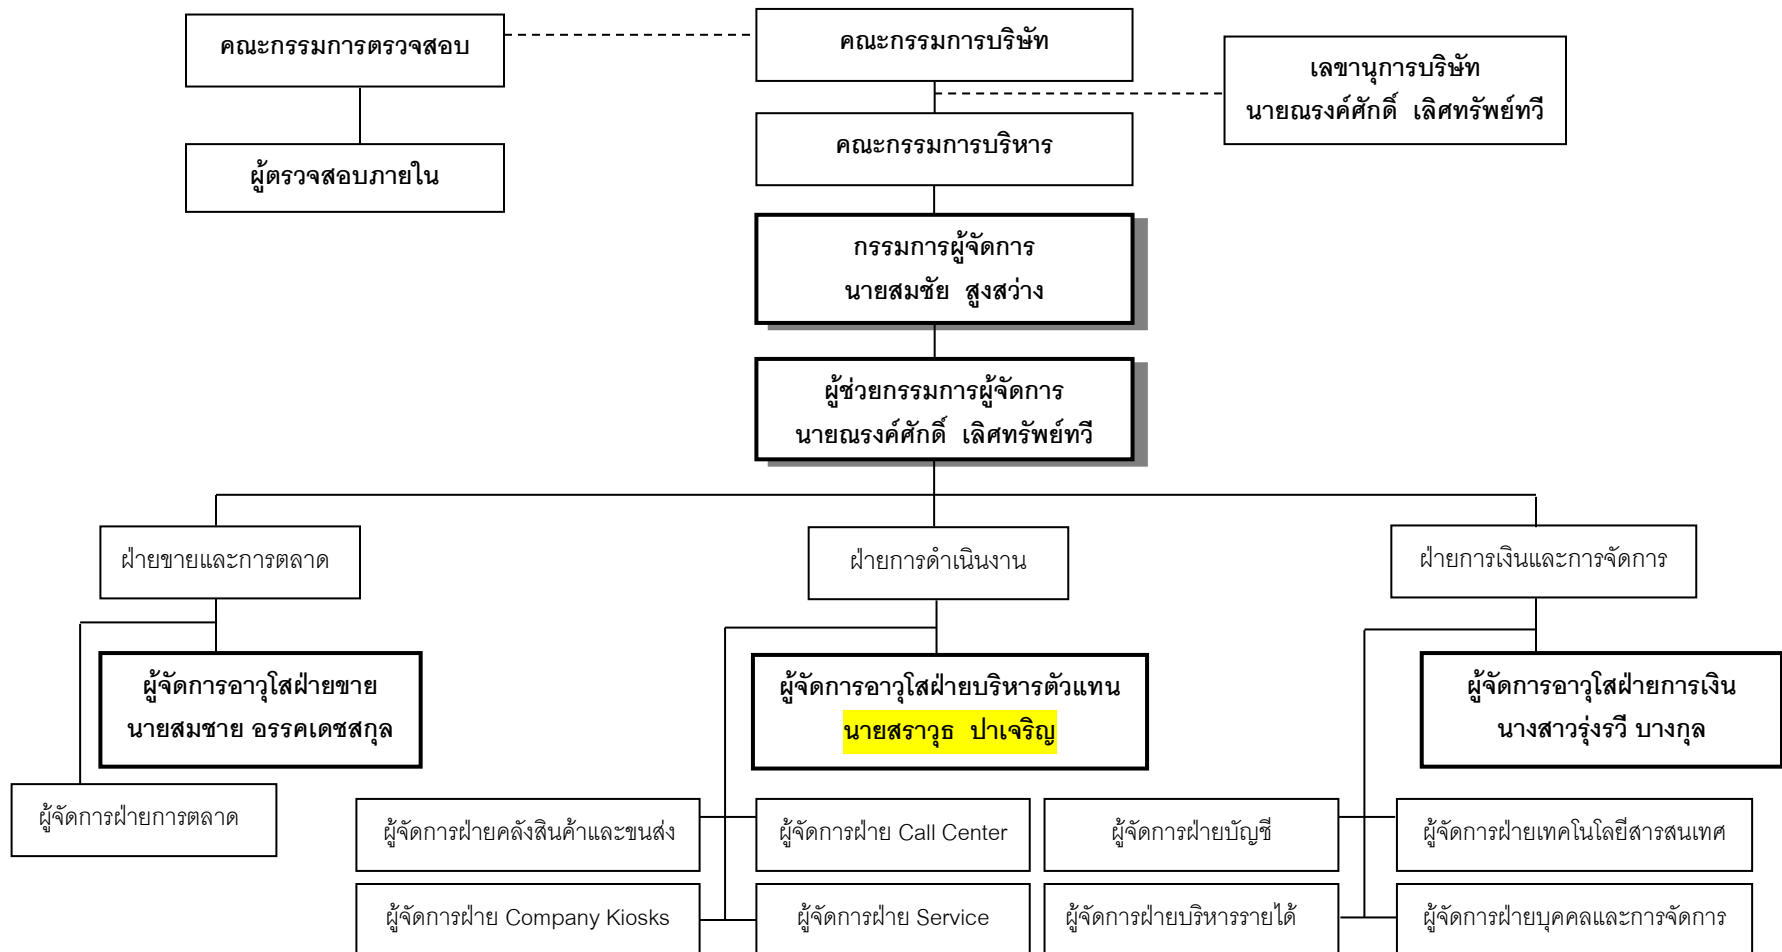 คณะกรรมการตรวจสอบ
คณะกรรมการบริษัท
เลขานุการบริษัท
นายณรงค์ศักดิ์ เลิศทรัพย์ทวี
คณะกรรมการบริหาร
ผู้ตรวจสอบภายใน
กรรมการผู้จัดการ
นายสมชัย สูงสว่าง
ผู้ช่วยกรรมการผู้จัดการ
นายณรงค์ศักดิ์ เลิศทรัพย์ทวี
ฝ่ายขายและการตลาด
ฝ่ายการดำเนินงาน
ฝ่ายการเงินและการจัดการ
ผู้จัดการอาวุโสฝ่ายขาย
นายสมชาย อรรคเดชสกุล
ผู้จัดการอาวุโสฝ่ายบริหารตัวแทน
นายสราวุธ ปาเจริญ
ผู้จัดการอาวุโสฝ่ายการเงิน
นางสาวรุ่งรวี บางกุล
ผู้จัดการฝ่ายการตลาด
ผู้จัดการฝ่ายคลังสินค้าและขนส่ง
ผู้จัดการฝ่าย Call Center
ผู้จัดการฝ่ายบัญชี
ผู้จัดการฝ่ายเทคโนโลยีสารสนเทศ
ผู้จัดการฝ่าย Company Kiosks
ผู้จัดการฝ่าย Service
ผู้จัดการฝ่ายบริหารรายได้
ผู้จัดการฝ่ายบุคคลและการจัดการ